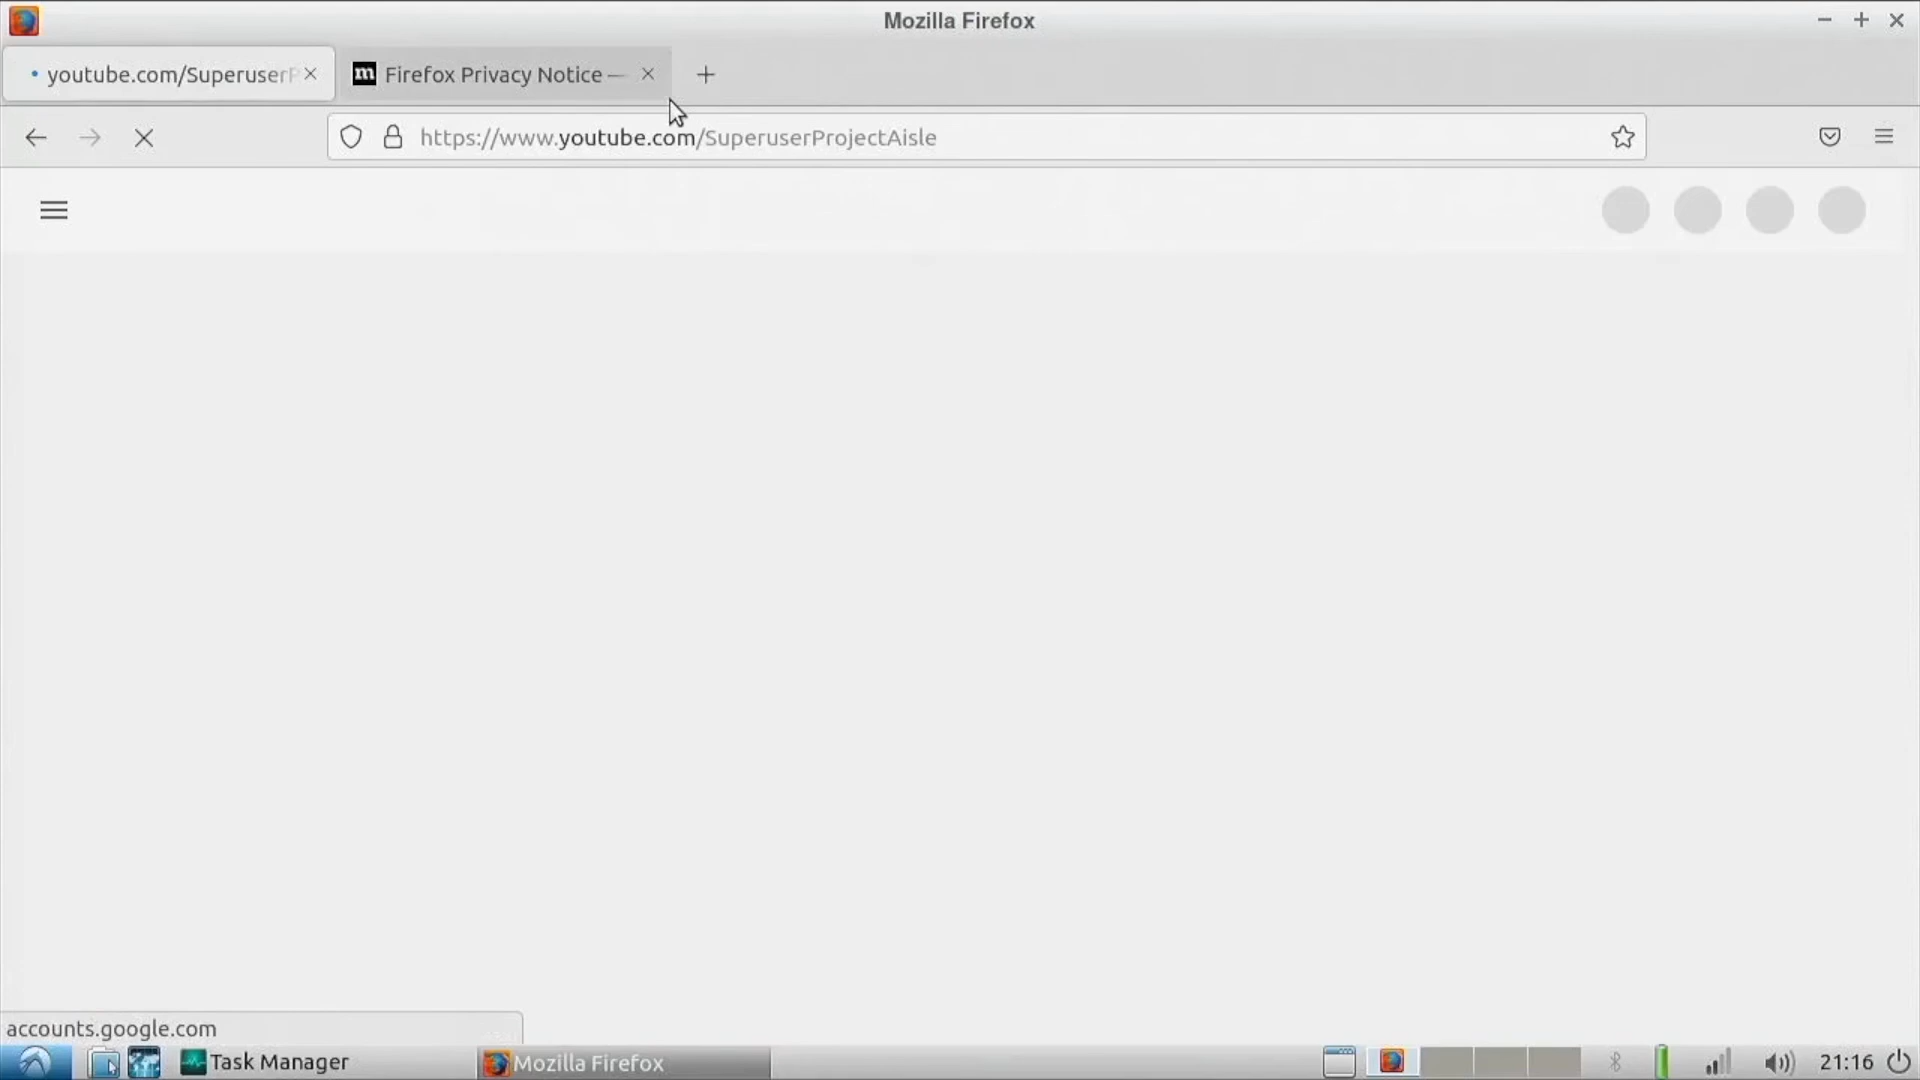 Mozilla Firefox
youtube.com/SuperuserP
m Firefox Privacy Notice —
https://www.youtube.com/SuperuserProjectAisle
accounts.google.com
Task Manager
Mozilla Firefox
21:16